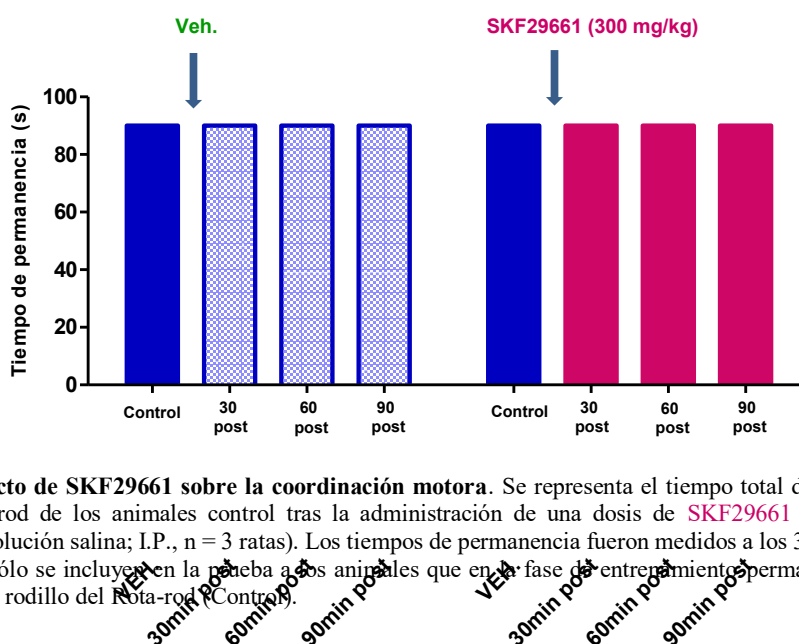 Veh. SKF29661 (300 mg/kg)
Tiempo de permanencia (s)
100
80
60
40
20
0
Control 30 post 60 post 90 post Control 30 post 60 post 90 post
cto de SKF29661 sobre la coordinación motora. Se representa el tiempo total d
rod de los animales control tras la administración de una dosis de SKF29661
olución salina; I.P., n = 3 ratas). Los tiempos de permanencia fueron medidos a los 3
ólo se incluyen en la prueba a los animales que en la fase de entrenamiento perma
rodillo del Rota-rod (Control).
VEH. 30min post 60min post 90min post VEH. 30min post 60min post 90min post